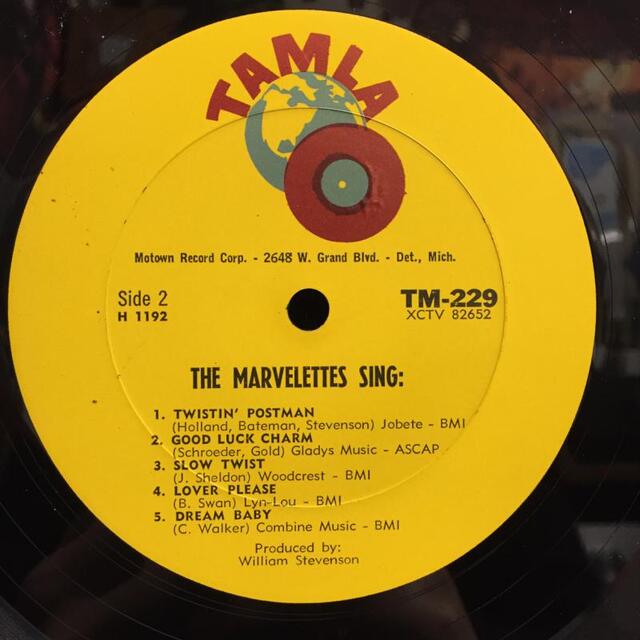 TAMLA
Motown Record Corp. - 2648 W. Grand Blvd. - Det., Mich.
Side 2
H 1192
TM-229
XCTV 82652
THE MARVELETTES SING:
1. TWISTIN' POSTMAN
(Holland, Bateman, Stevenson) Jobete - BMI
2. GOOD LUCK CHARM
(Schroeder, Gold) Gladys Music - ASCAP
3. SLOW TWIST
(J. Sheldon) Woodcrest - BMI
4. LOVER PLEASE
(B. Swan) Lyn-Lou - BMI
5. DREAM BABY
(C. Walker) Combine Music - BMI
Produced by:
William Stevenson